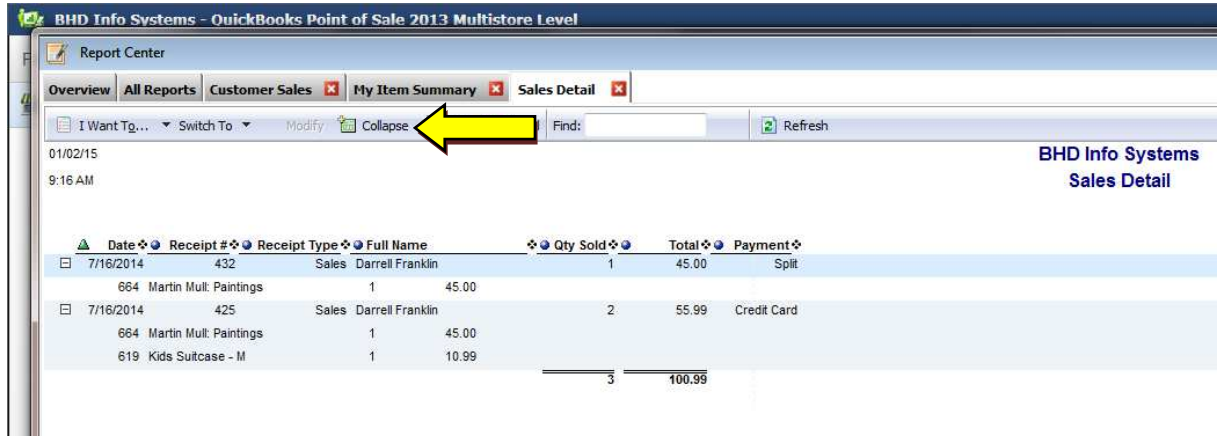 BHD Info Systems - QuickBooks Point of Sale 2013 Multistore Level
Report Center
Overview All Reports Customer Sales My Item Summary Sales Detail
I Want To... Switch To Modify Collapse Find: Refresh
01/02/15
BHD Info Systems
9:16 AM
Sales Detail
Date Receipt # Receipt Type Full Name Qty Sold Total Payment
7/16/2014 432 Sales Darrell Franklin 1 45.00 Split
664 Martin Mull: Paintings 1 45.00
7/16/2014 425 Sales Darrell Franklin 2 55.99 Credit Card
664 Martin Mull: Paintings 1 45.00
619 Kids Suitcase - M 1 10.99
3 100.99